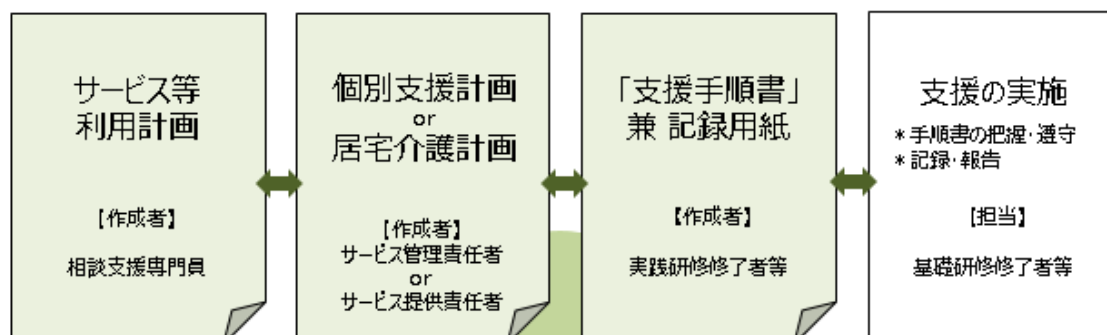 サービス等
利用計画
【作成者】
相談支援専門員
個別支援計画
or
居宅介護計画
【作成者】
サービス管理責任者
or
サービス提供責任者
「支援手順書」
兼 記録用紙
【作成者】
実践研修修了者等
支援の実施
*手順書の把握・遵守
*記録・報告
【担当】
基礎研修修了者等